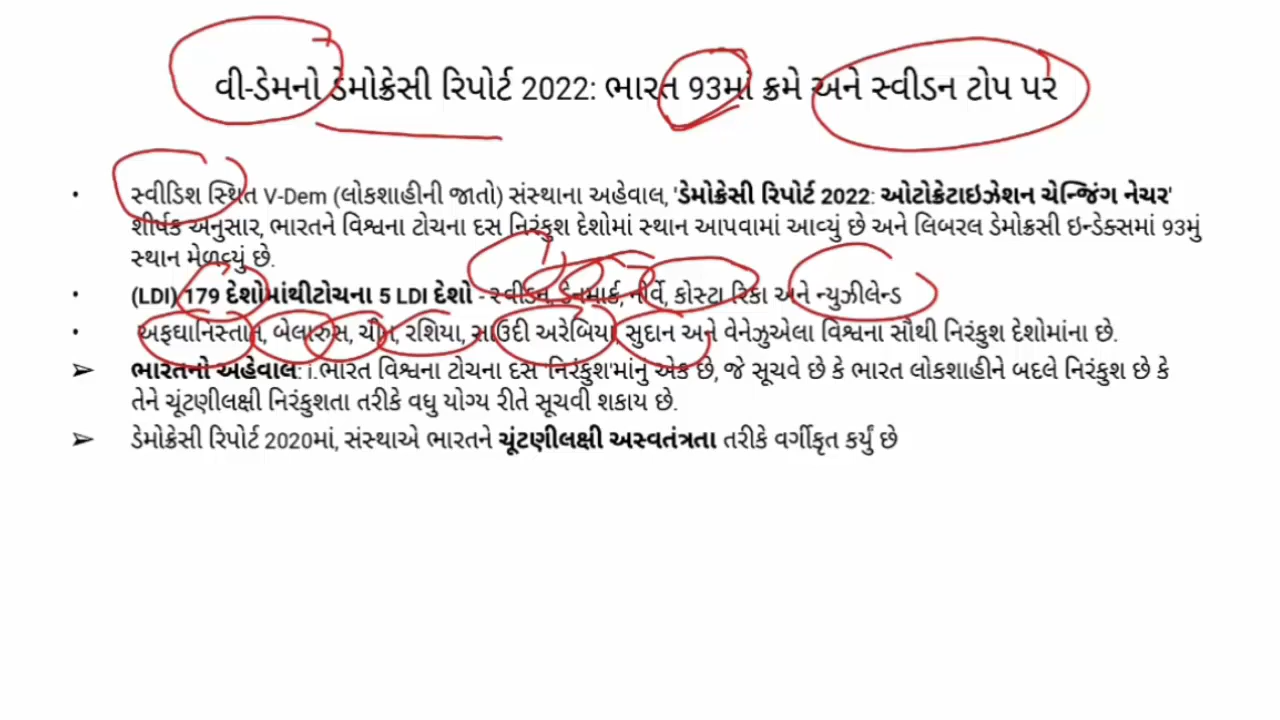 વી-ડેમનો ડેમોક્રેસી રિપોર્ટ 2022: ભારત 93માં ક્રમે અને સ્વીડન ટોપ પર
• સ્વીડિશ સ્થિત V-Dem (લોકશાહીની જાતો) સંસ્થાના અહેવાલ, 'ડેમોક્રેસી રિપોર્ટ 2022: ઓટોક્રેટાઇઝેશન ચેન્જિંગ નેચર'
શીર્ષક અનુસાર, ભારતને વિશ્વના ટોચના દસ નિરંકુશ દેશોમાં સ્થાન આપવામાં આવ્યું છે અને લિબરલ ડેમોક્રસી ઇન્ડેક્સમાં 93મું
સ્થાન મેળવ્યું છે.
• (LDI) 179 દેશોમાંથીટોચના 5 LDI દેશો - સ્વીડન, ડેનમાર્ક, નોર્વે, કોસ્ટા રિકા અને ન્યુઝીલેન્ડ
• અફઘાનિસ્તાન, બેલારુસ, ચીન, રશિયા, સાઉદી અરેબિયા, સુદાન અને વેનેઝુએલા વિશ્વના સૌથી નિરંકુશ દેશોમાંના છે.
➢ ભારતનો અહેવાલ: i.ભારત વિશ્વના ટોચના દસ 'નિરંકુશ'માંનું એક છે, જે સૂચવે છે કે ભારત લોકશાહીને બદલે નિરંકુશ છે કે
તેને ચૂંટણીલક્ષી નિરંકુશતા તરીકે વધુ યોગ્ય રીતે સૂચવી શકાય છે.
➢ ડેમોક્રેસી રિપોર્ટ 2020માં, સંસ્થાએ ભારતને ચૂંટણીલક્ષી અસ્વતંત્રતા તરીકે વર્ગીકૃત કર્યું છે